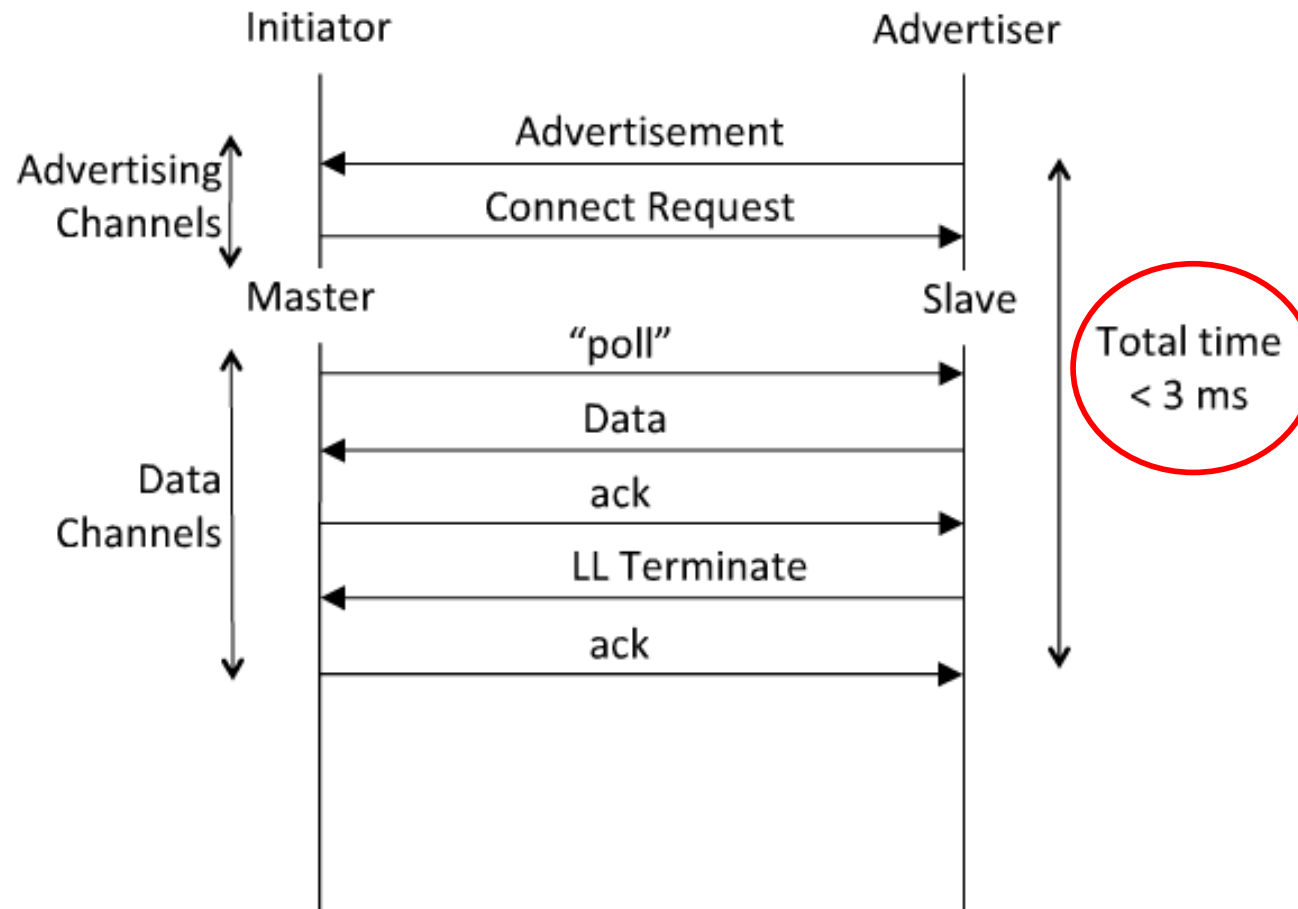 Initiator
Advertiser
Advertisement
Advertising
Channels
Connect Request
Master
Slave
“poll”
Total time
< 3 ms
Data
Data
Channels
ack
LL Terminate
ack